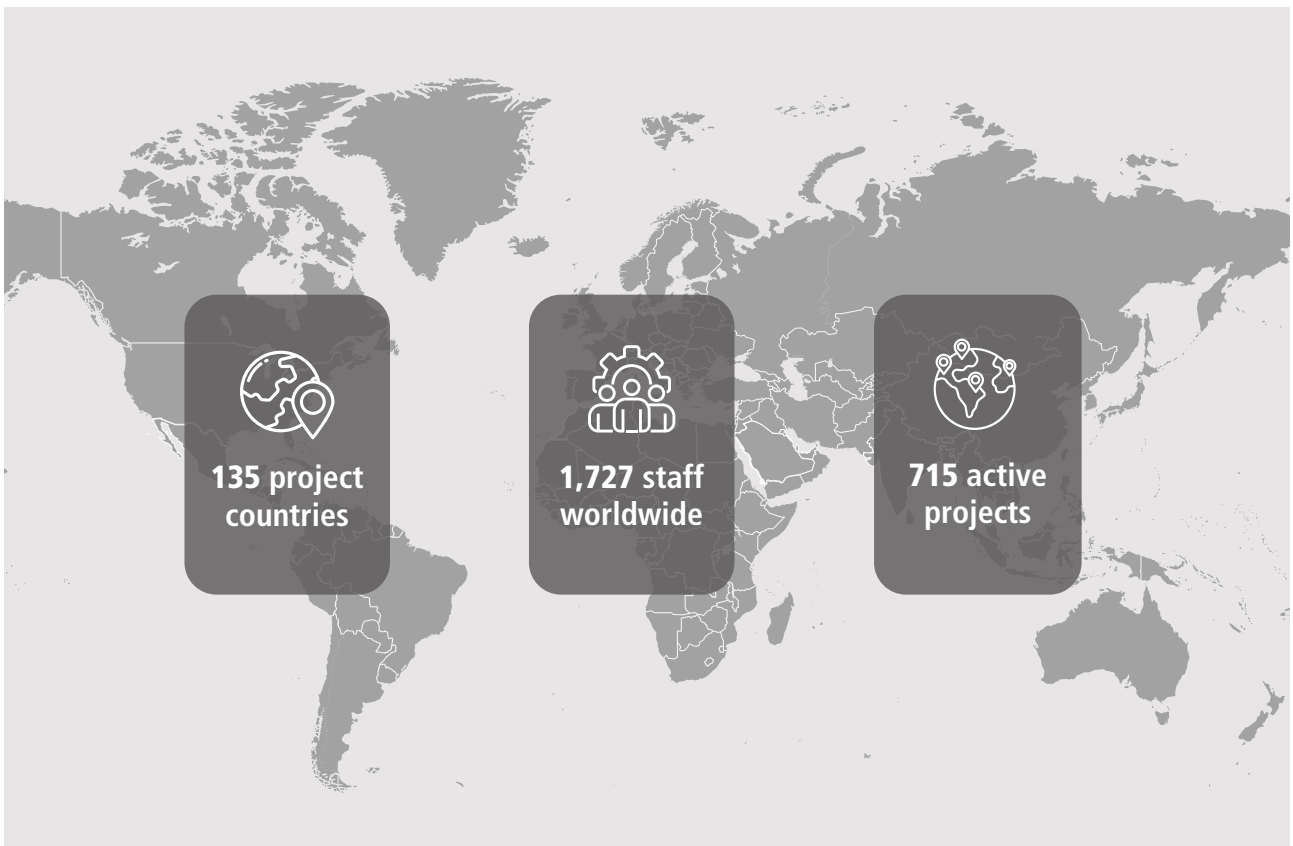 135 project
countries
1,727 staff
worldwide
715 active
projects